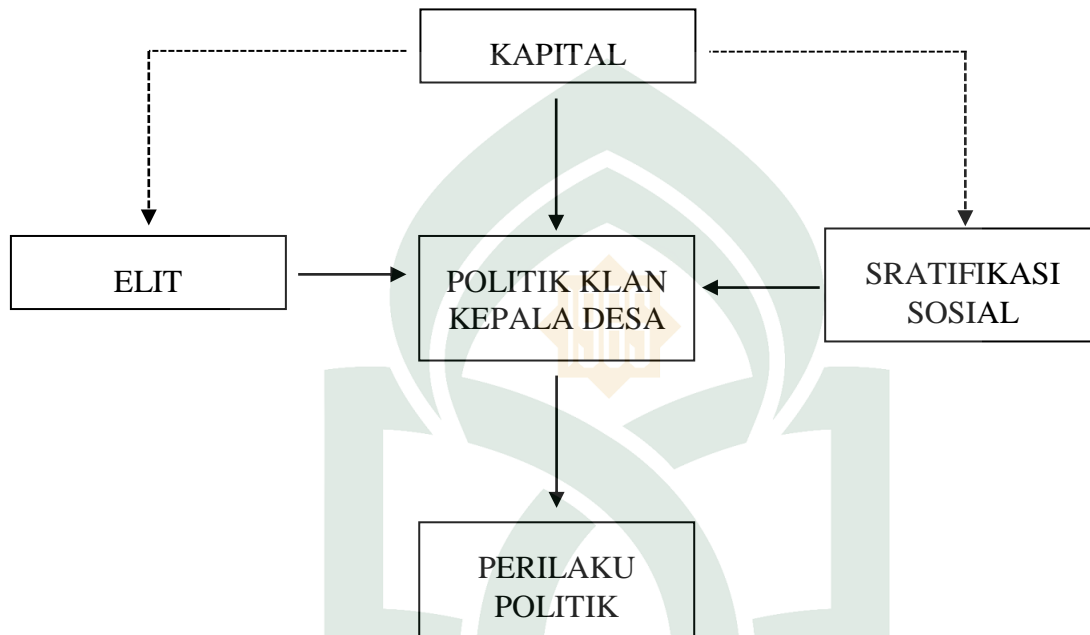 KAPITAL
ELIT
POLITIK KLAN
KEPALA DESA
SRATIFIKASI
SOSIAL
PERILAKU
POLITIK